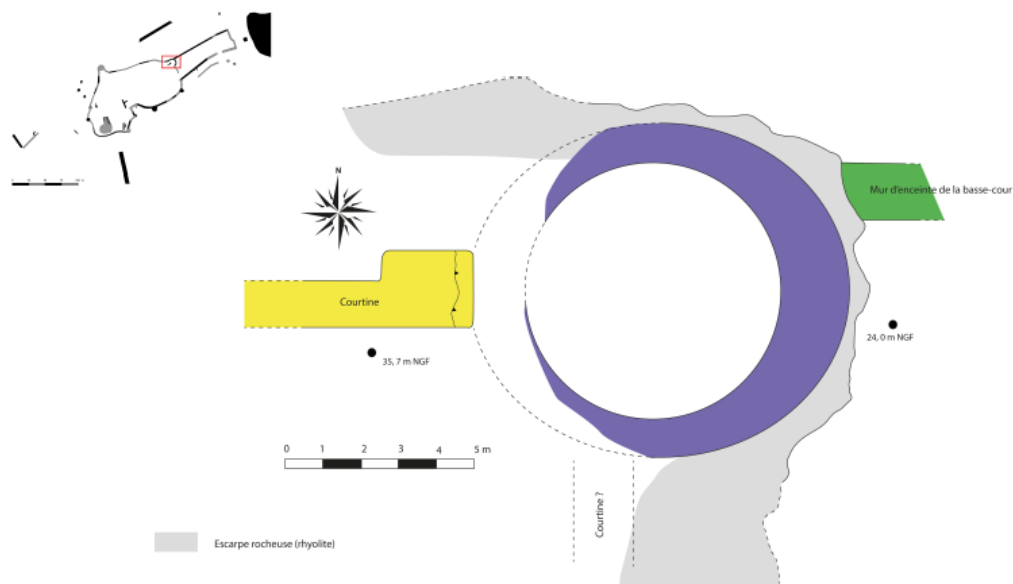 N
Mur d'enceinte de la basse-cour
Courtine
24, 0 m NGF
35, 7 m NGF
0 1 2 3 4 5 m
Courtine ?
Escarpe rocheuse (rhyolite)